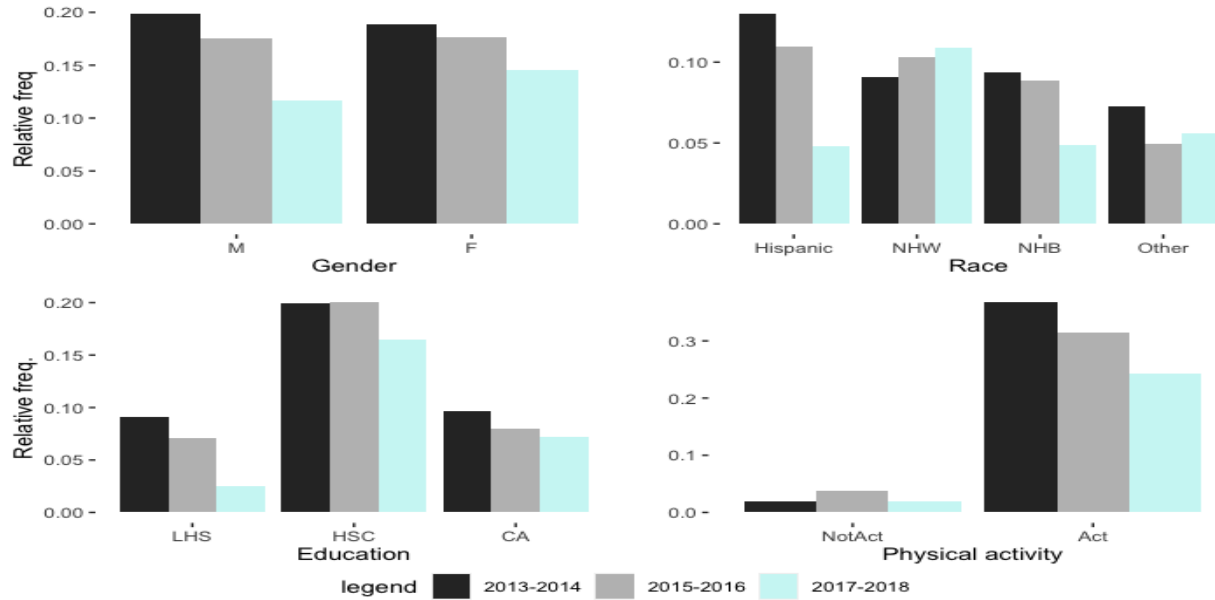 Relative freq
0.20
0.15
0.10
0.05
0.00
M F
Gender
0.10
0.05
0.00
Hispanic NHW NHB Other
Race
Relative freq.
0.20
0.15
0.10
0.05
0.00
LHS HSC CA
Education
0.3
0.2
0.1
0.0
NotAct Act
Physical activity
legend 2013-2014 2015-2016 2017-2018